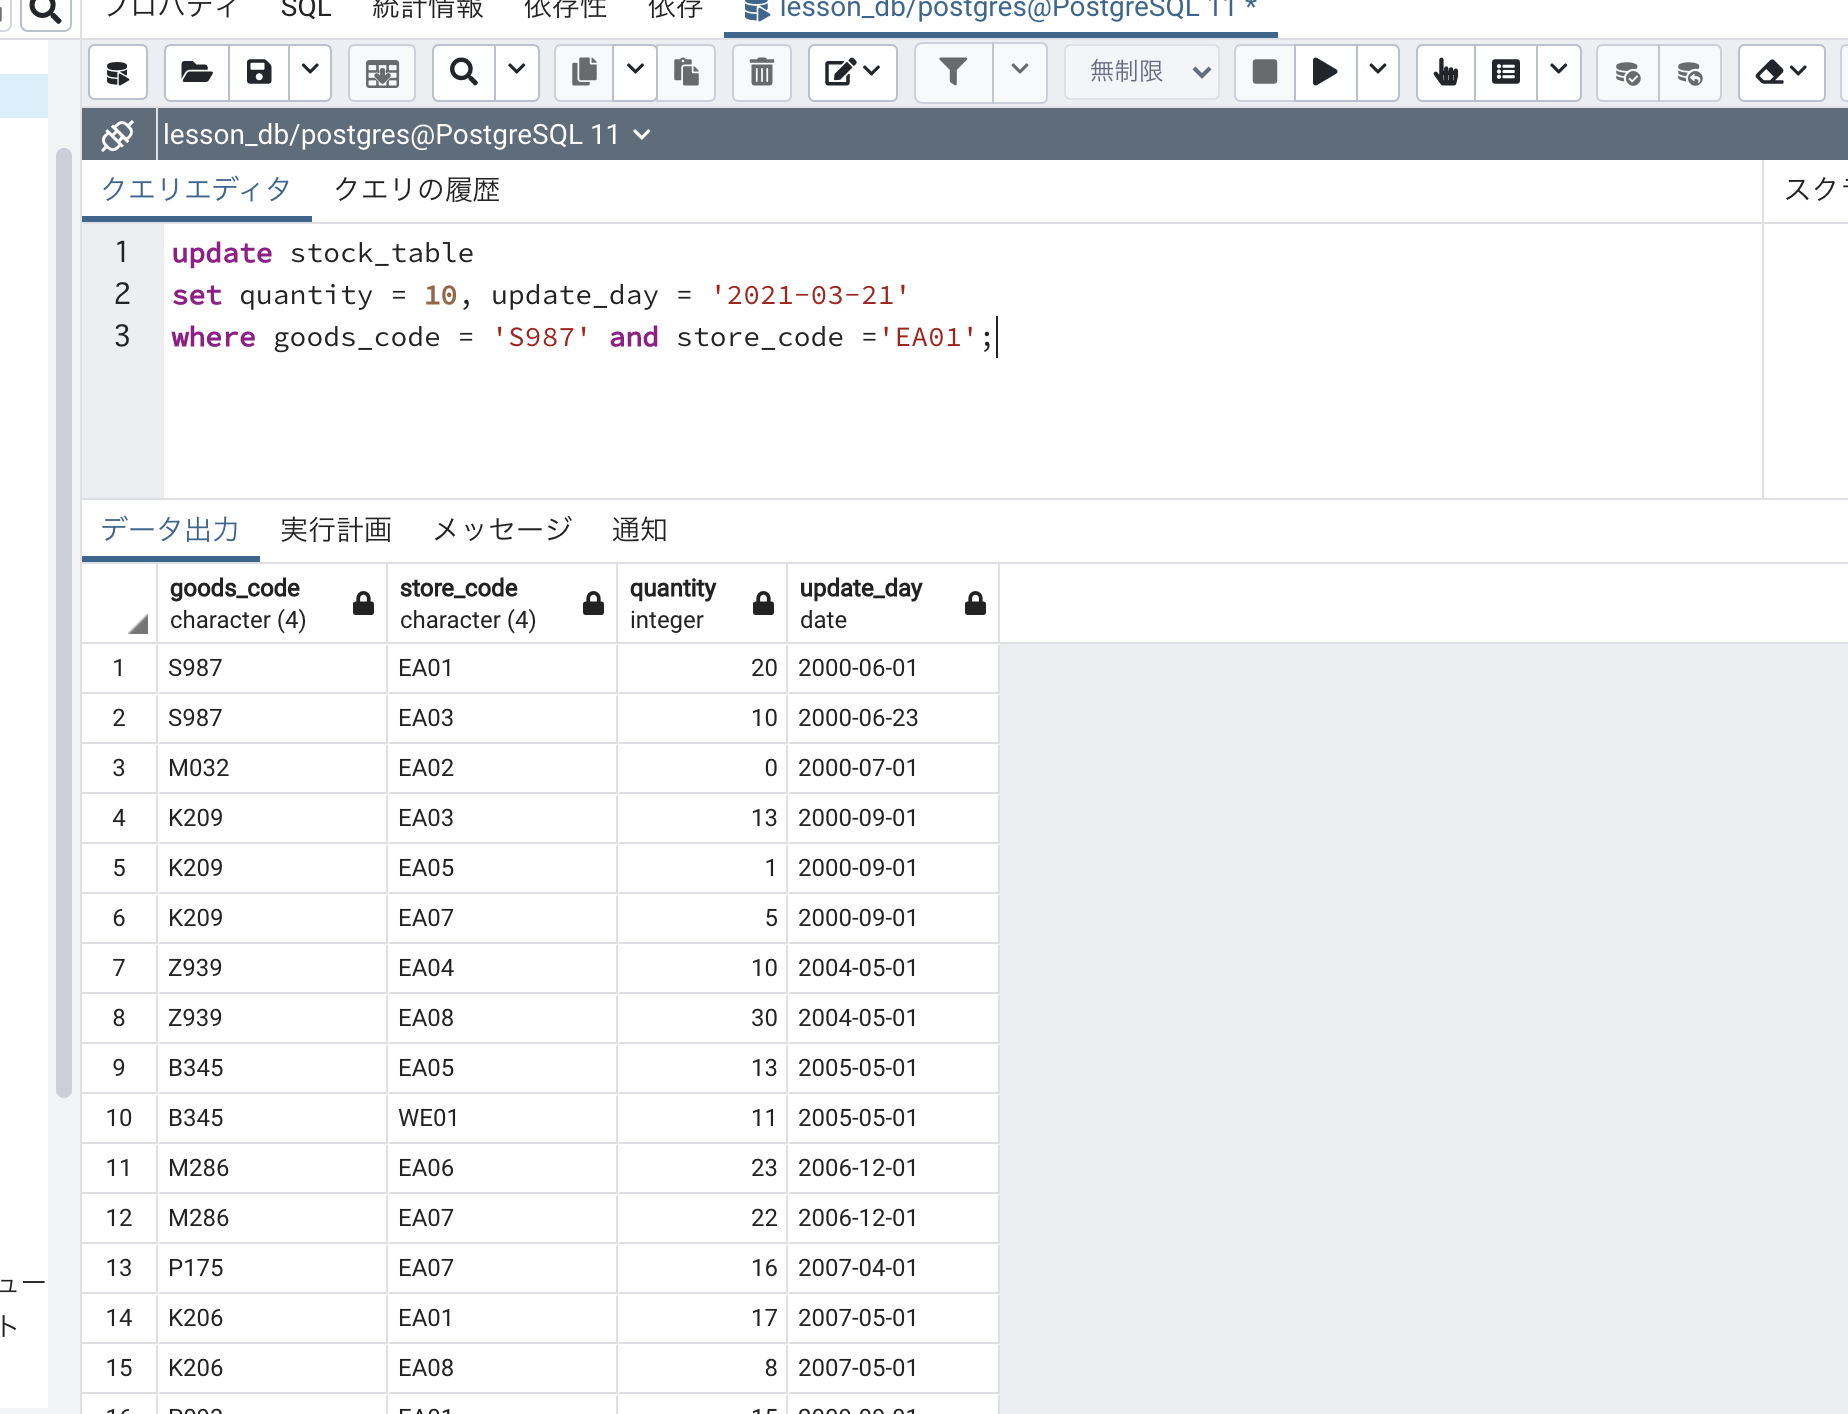 プロパティ SQL 統計情報 依存性 依存 lesson_db/postgres@PostgreSQL 11 *
無制限
lesson_db/postgres@PostgreSQL 11
クエリエディタ クエリの履歴 スク
1 update stock_table
2 set quantity = 10, update_day = '2021-03-21'
3 where goods_code = 'S987' and store_code ='EA01';
データ出力 実行計画 メッセージ 通知
goods_code store_code quantity update_day
character (4) character (4) integer date
1 S987 EA01 20 2000-06-01
2 S987 EA03 10 2000-06-23
3 M032 EA02 0 2000-07-01
4 K209 EA03 13 2000-09-01
5 K209 EA05 1 2000-09-01
6 K209 EA07 5 2000-09-01
7 Z939 EA04 10 2004-05-01
8 Z939 EA08 30 2004-05-01
9 B345 EA05 13 2005-05-01
10 B345 WE01 11 2005-05-01
11 M286 EA06 23 2006-12-01
12 M286 EA07 22 2006-12-01
13 P175 EA07 16 2007-04-01
14 K206 EA01 17 2007-05-01
15 K206 EA08 8 2007-05-01
ュー
ト